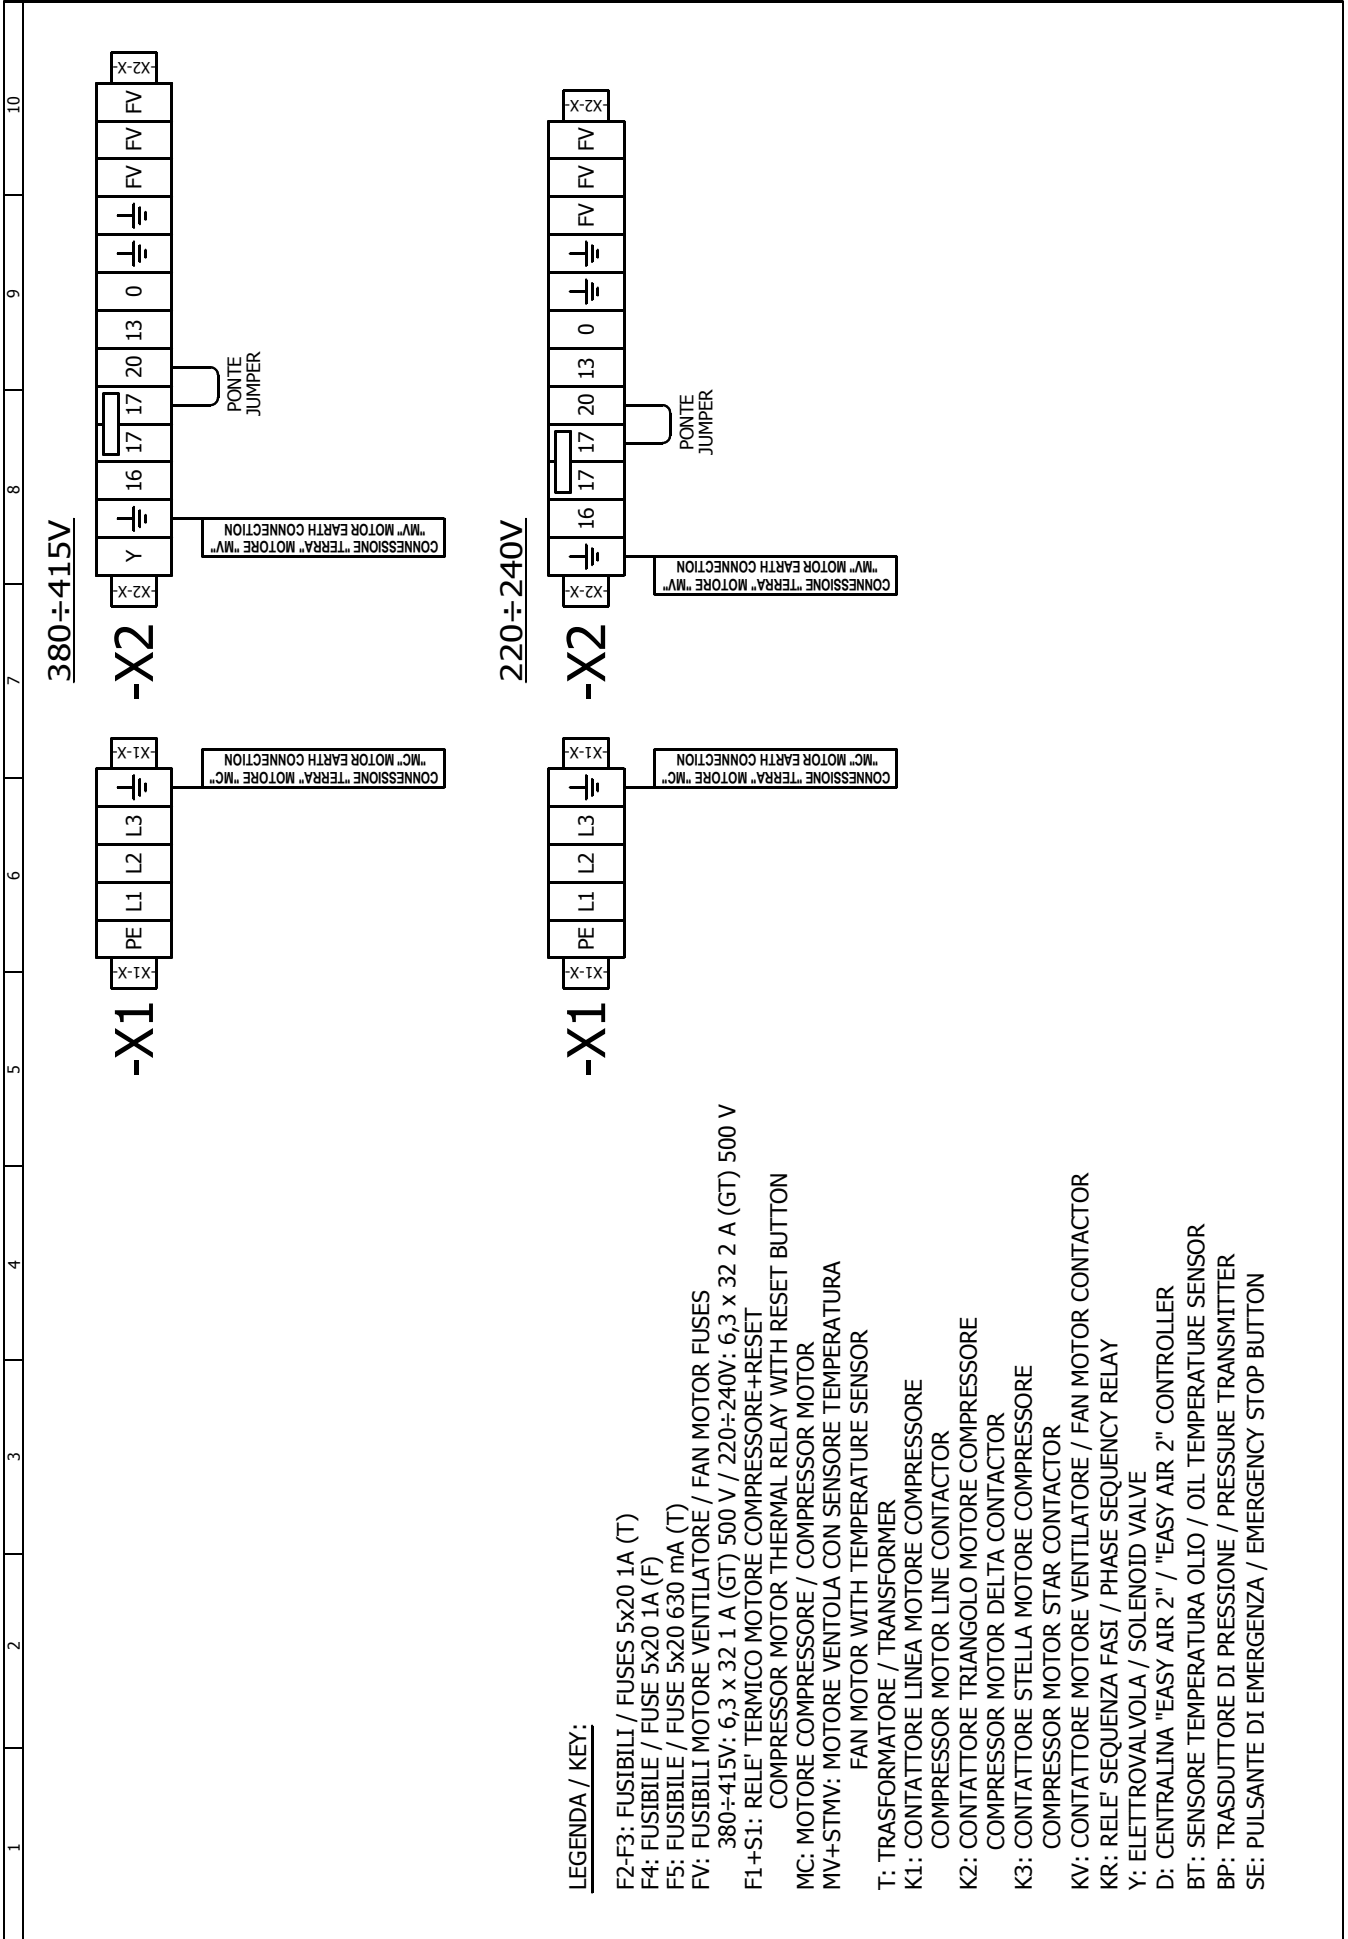 1
2
3
4
5
6
7
8
9
10
380÷415V
-X1
-X1-X-
PE
L1
L2
L3
-X1-X-
CONNESSIONE "TERRA" MOTORE "MC"
"MC" MOTOR EARTH CONNECTION
-X2
-X2-X-
Y
16
17
17
20
13
0
FV
FV
FV
-X2-X-
CONNESSIONE "TERRA" MOTORE "MV"
"MV" MOTOR EARTH CONNECTION
PONTE
JUMPER
220÷240V
-X1
-X1-X-
PE
L1
L2
L3
-X1-X-
CONNESSIONE "TERRA" MOTORE "MC"
"MC" MOTOR EARTH CONNECTION
-X2
-X2-X-
16
17
17
20
13
0
FV
FV
FV
-X2-X-
CONNESSIONE "TERRA" MOTORE "MV"
"MV" MOTOR EARTH CONNECTION
PONTE
JUMPER
LEGENDA / KEY:
F2-F3: FUSIBILI / FUSES 5x20 1A (T)
F4: FUSIBILE / FUSE 5x20 1A (F)
F5: FUSIBILE / FUSE 5x20 630 mA (T)
FV: FUSIBILI MOTORE VENTILATORE / FAN MOTOR FUSES
380÷415V: 6,3 x 32 1 A (GT) 500 V / 220÷240V: 6,3 x 32 2 A (GT) 500 V
F1+S1: RELE' TERMICO MOTORE COMPRESSORE+RESET
COMPRESSOR MOTOR THERMAL RELAY WITH RESET BUTTON
MC: MOTORE COMPRESSORE / COMPRESSOR MOTOR
MV+STMV: MOTORE VENTOLA CON SENSORE TEMPERATURA
FAN MOTOR WITH TEMPERATURE SENSOR
T: TRASFORMATORE / TRANSFORMER
K1: CONTATTORE LINEA MOTORE COMPRESSORE
COMPRESSOR MOTOR LINE CONTACTOR
K2: CONTATTORE TRIANGOLO MOTORE COMPRESSORE
COMPRESSOR MOTOR DELTA CONTACTOR
K3: CONTATTORE STELLA MOTORE COMPRESSORE
COMPRESSOR MOTOR STAR CONTACTOR
KV: CONTATTORE MOTORE VENTILATORE / FAN MOTOR CONTACTOR
KR: RELE' SEQUENZA FASI / PHASE SEQUENCY RELAY
Y: ELETTROVALVOLA / SOLENOID VALVE
D: CENTRALINA "EASY AIR 2" / "EASY AIR 2" CONTROLLER
BT: SENSORE TEMPERATURA OLIO / OIL TEMPERATURE SENSOR
BP: TRASDUTTORE DI PRESSIONE / PRESSURE TRANSMITTER
SE: PULSANTE DI EMERGENZA / EMERGENCY STOP BUTTON